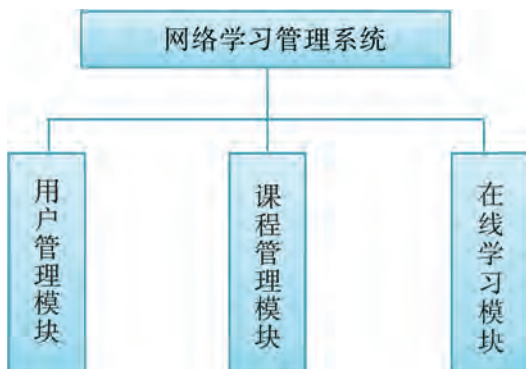 网络学习管理系统
用户管理模块
课程管理模块
在线学习模块